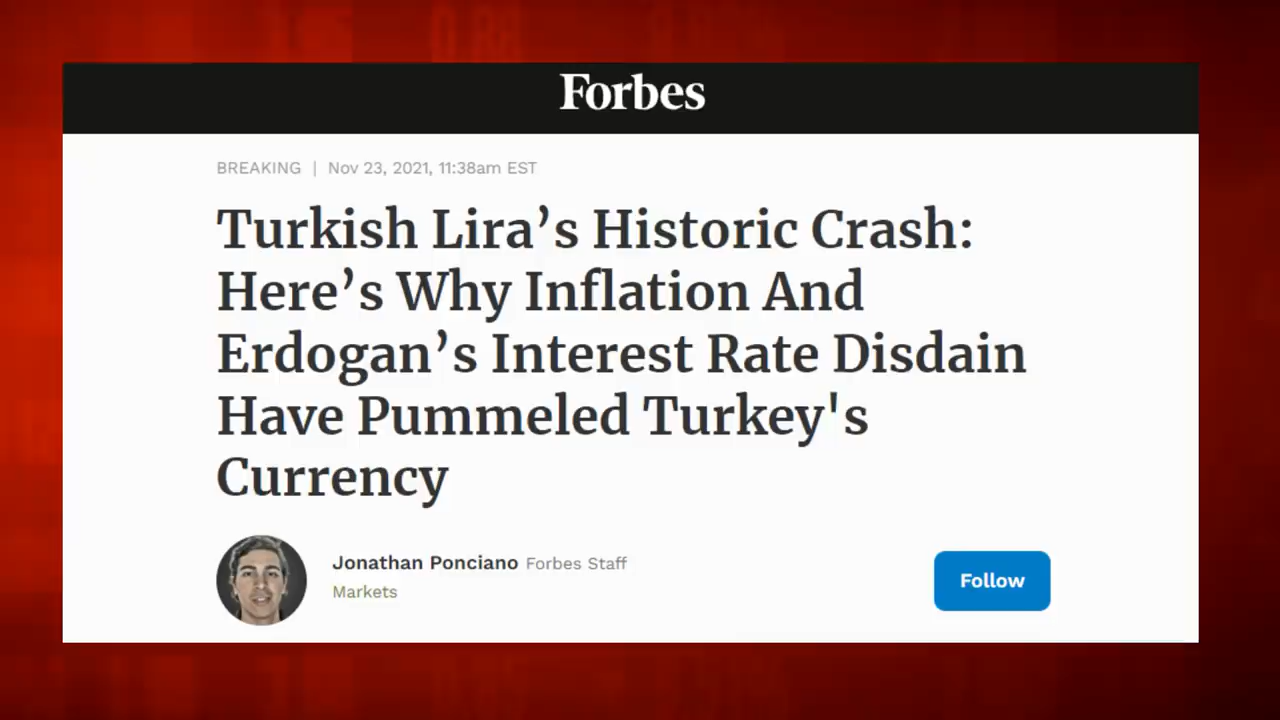 Forbes
BREAKING | Nov 23, 2021, 11:38am EST
Turkish Lira’s Historic Crash:
Here’s Why Inflation And
Erdogan’s Interest Rate Disdain
Have Pummeled Turkey's
Currency
Jonathan Ponciano Forbes Staff
Markets
Follow